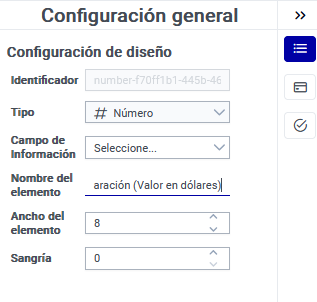 Configuración general
Configuración de diseño
Identificador
number-f70ff1b1-445b-46
Tipo
# Número
Campo de
Información
Seleccione...
Nombre del
elemento
aración (Valor en dólares)
Ancho del
elemento
8
Sangría
0